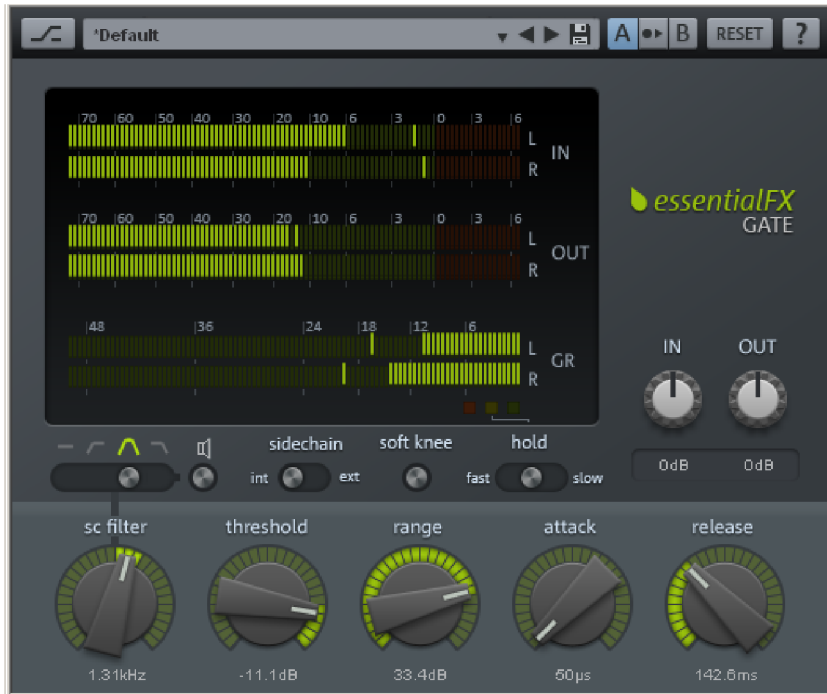 *Default A B RESET ?
70 60 50 40 30 20 10 6 3 0 3 6
L
IN
R
70 60 50 40 30 20 10 6 3 0 3 6
L
OUT
R
48 36 24 18 12 6
L
GR
R
essentialFX
GATE
IN OUT
0dB 0dB
sidechain soft knee hold
int ext fast slow
sc filter threshold range attack release
1.31kHz -11.1dB 33.4dB 50µs 142.6ms